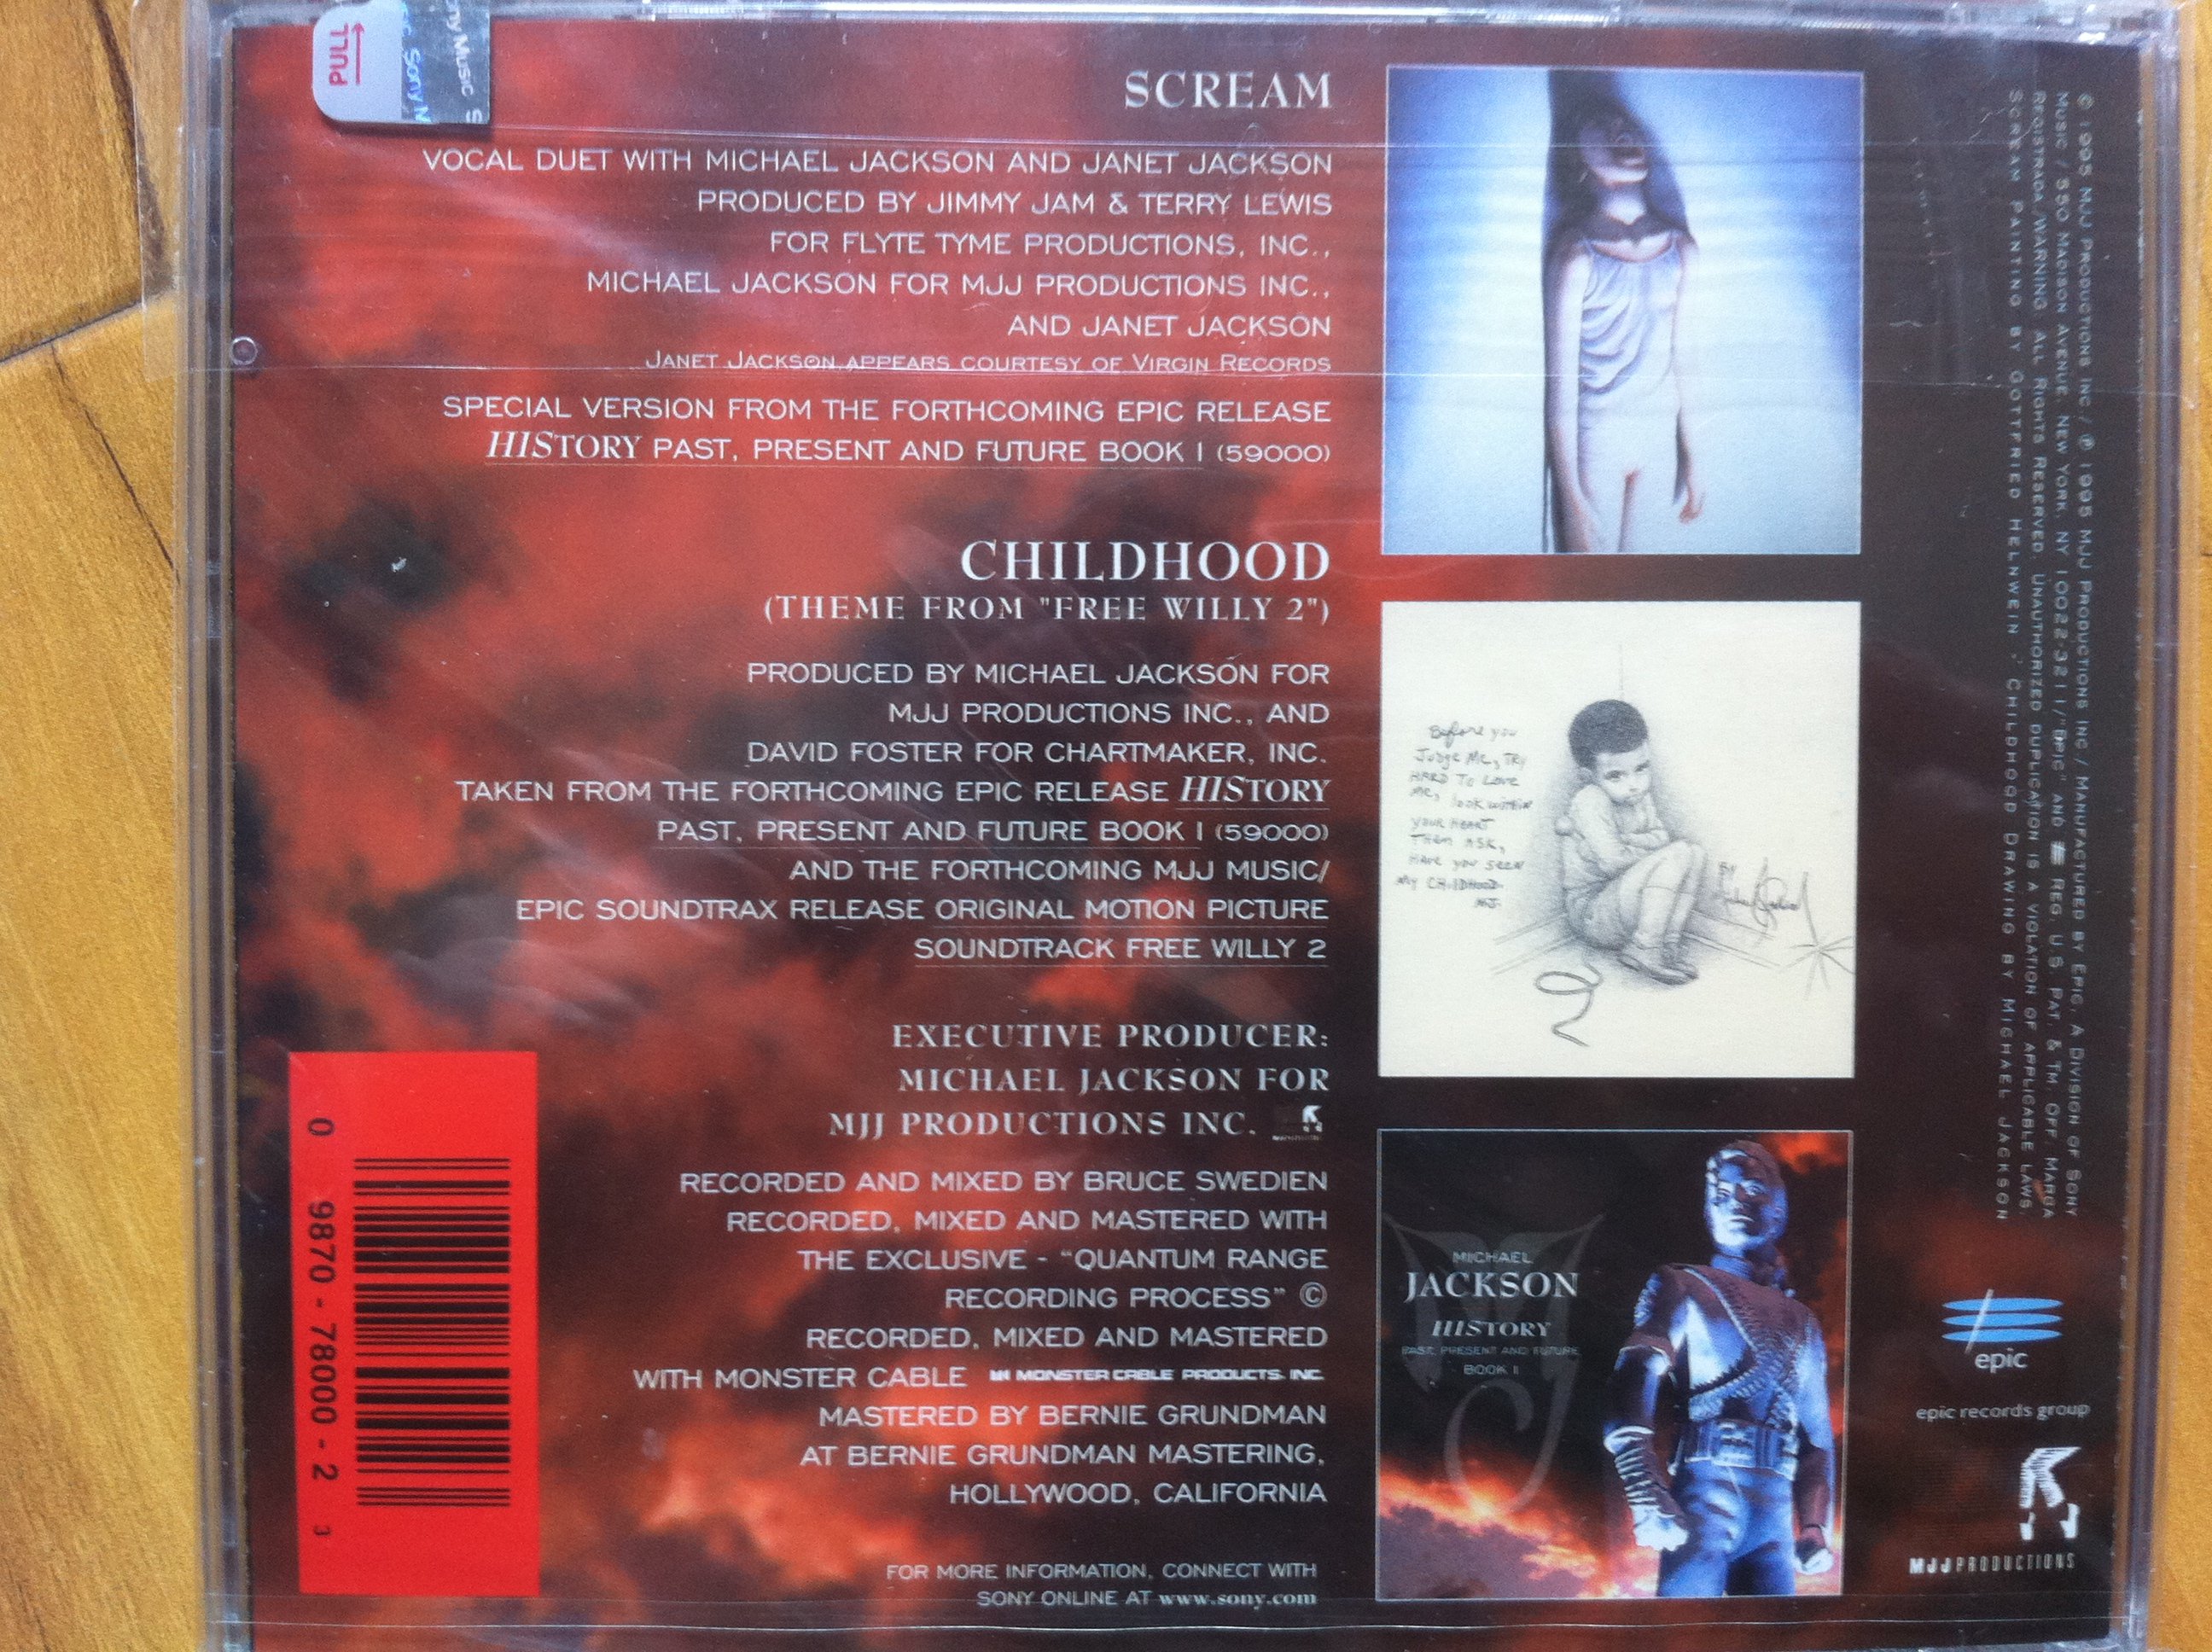 PULL
Sony Music
SCREAM
VOCAL DUET WITH MICHAEL JACKSON AND JANET JACKSON
PRODUCED BY JIMMY JAM & TERRY LEWIS
FOR FLYTE TYME PRODUCTIONS, INC.,
MICHAEL JACKSON FOR MJJ PRODUCTIONS INC.,
AND JANET JACKSON
JANET JACKSON APPEARS COURTESY OF VIRGIN RECORDS
SPECIAL VERSION FROM THE FORTHCOMING EPIC RELEASE
HISTORY PAST, PRESENT AND FUTURE BOOK I (59000)
CHILDHOOD
(THEME FROM "FREE WILLY 2")
PRODUCED BY MICHAEL JACKSON FOR
MJJ PRODUCTIONS INC., AND
DAVID FOSTER FOR CHARTMAKER, INC.
TAKEN FROM THE FORTHCOMING EPIC RELEASE HISTORY
PAST, PRESENT AND FUTURE BOOK I (59000)
AND THE FORTHCOMING MJJ MUSIC/
EPIC SOUNDTRAX RELEASE ORIGINAL MOTION PICTURE
SOUNDTRACK FREE WILLY 2
EXECUTIVE PRODUCER:
MICHAEL JACKSON FOR
MJJ PRODUCTIONS INC.
RECORDED AND MIXED BY BRUCE SWEDIEN
RECORDED, MIXED AND MASTERED WITH
THE EXCLUSIVE - “QUANTUM RANGE
RECORDING PROCESS” ©
RECORDED, MIXED AND MASTERED
WITH MONSTER CABLE M MONSTER CABLE PRODUCTS. INC.
MASTERED BY BERNIE GRUNDMAN
AT BERNIE GRUNDMAN MASTERING,
HOLLYWOOD, CALIFORNIA
FOR MORE INFORMATION, CONNECT WITH
SONY ONLINE AT www.sony.com
0 9870 - 78000 - 2 3
Before you
Judge Me, TRY
HARD To Love
Me, look within
YOUR HEART
Then ASK,
Have you seen
My CHILDHOOD.
MJ.
BY
MICHAEL
JACKSON
HISTORY
PAST, PRESENT AND FUTURE
BOOK I
© 1995 MJJ PRODUCTIONS INC / ℗ 1995 MJJ PRODUCTIONS INC / MANUFACTURED BY EPIC, A DIVISION OF SONY
MUSIC / 550 MADISON AVENUE, NEW YORK, NY 10022-3211/"EPIC" AND REG. U.S. PAT. & TM. OFF. MARCA
REGISTRADA/WARNING: ALL RIGHTS RESERVED. UNAUTHORIZED DUPLICATION IS A VIOLATION OF APPLICABLE LAWS.
SCREAM PAINTING BY GOTTFRIED HELNWEIN · CHILDHOOD DRAWING BY MICHAEL JACKSON
epic
epic records group
MJJ PRODUCTIONS